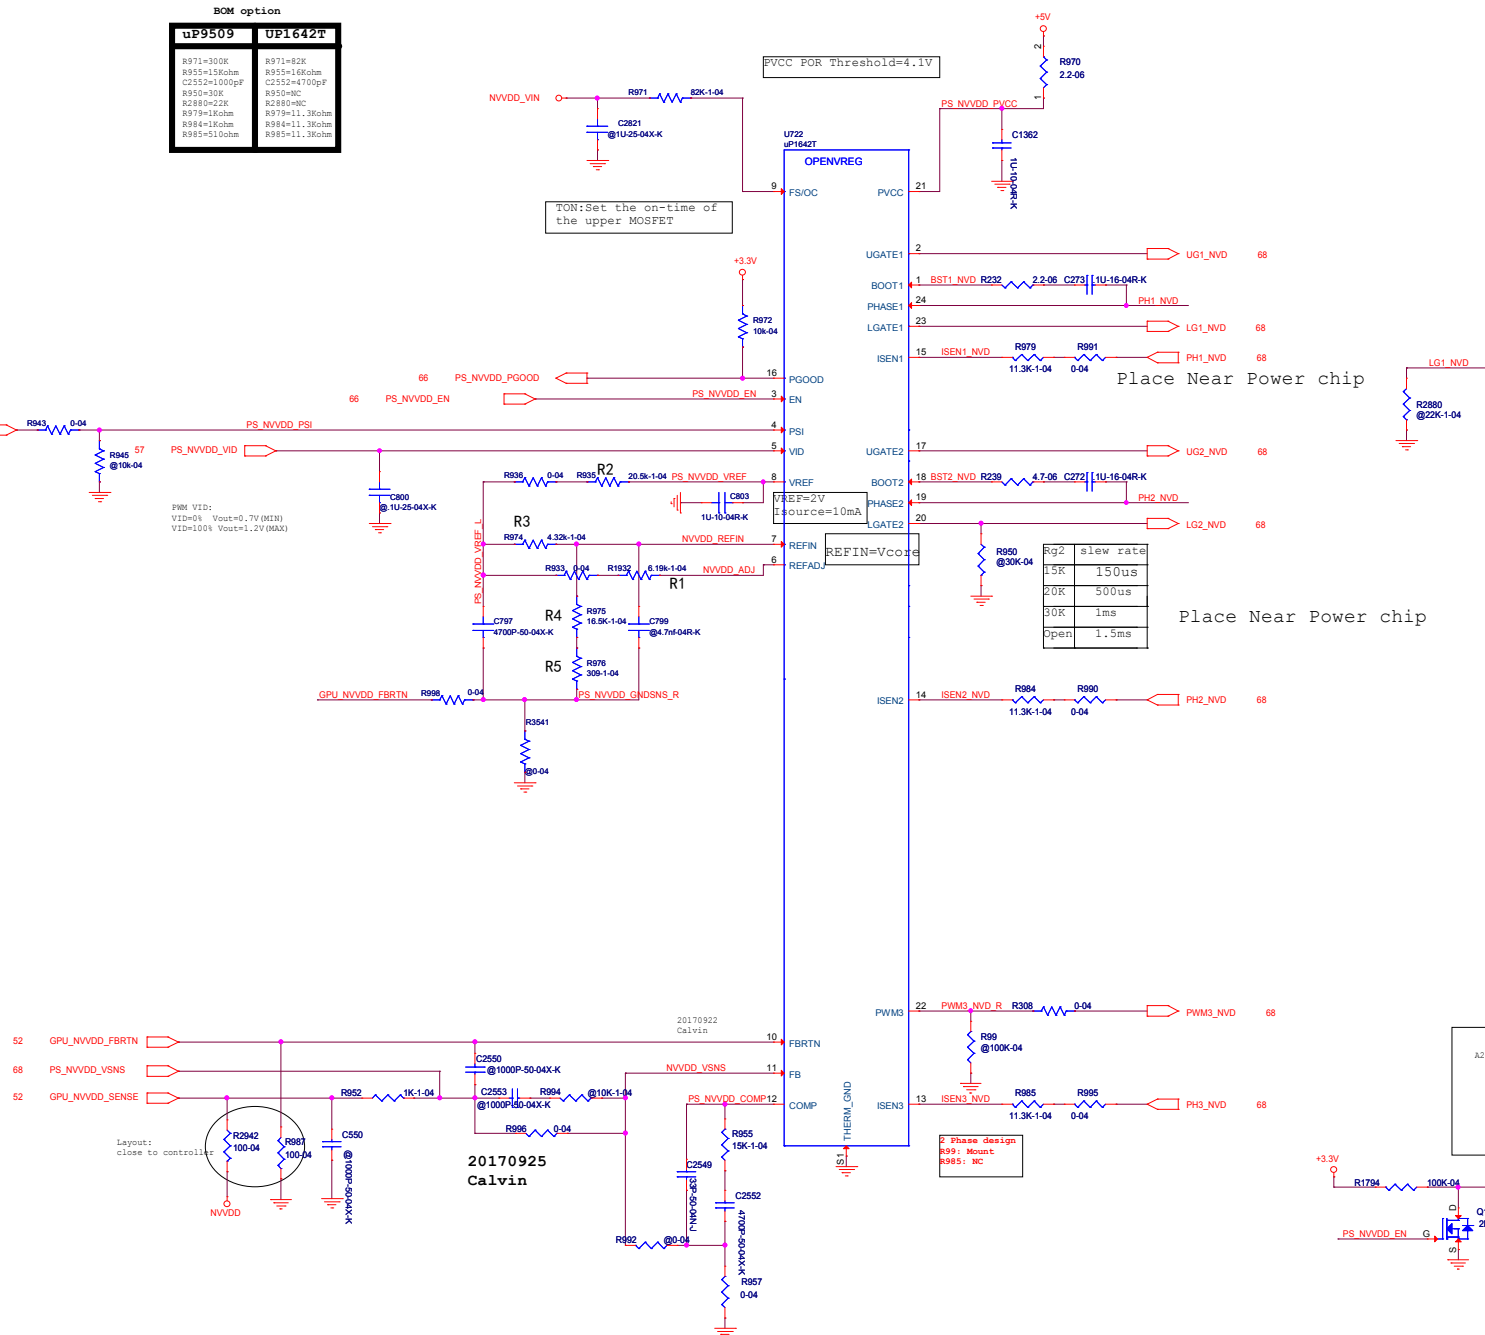 BOM option
uP9509 UP1642T
R971=300K R971=82K
R955=15Kohm R955=16Kohm
C2552=1000pF C2552=4700pF
R950=30K R950=NC
R2880=22K R2880=NC
R979=1Kohm R979=11.3Kohm
R984=1Kohm R984=11.3Kohm
R985=510ohm R985=11.3Kohm
PVCC POR Threshold=4.1V
+5V
2
R970
2.2-06
1
PS_NVVDD_PVCC
C1362
1U-10-04R-K
NVVDD_VIN
R971 82K-1-04
C2821
@1U-25-04X-K
U722
uP1642T
OPENVREG
9 FS/OC
PVCC 21
TON:Set the on-time of
the upper MOSFET
+3.3V
R972
10k-04
UGATE1 2
UG1_NVD 68
BOOT1 1 BST1_NVD R232 2.2-06 C273 1U-16-04R-K
PHASE1 24 PH1_NVD
LGATE1 23 LG1_NVD 68
ISEN1 15 ISEN1_NVD R979 R991 PH1_NVD 68
11.3K-1-04 0-04
Place Near Power chip
LG1_NVD
R2880
@22K-1-04
66 PS_NVVDD_PGOOD 16 PGOOD
66 PS_NVVDD_EN PS_NVVDD_EN 3 EN
R943 0-04 PS_NVVDD_PSI 4 PSI
R945
@10k-04
57 PS_NVVDD_VID 5 VID
C800
@.1U-25-04X-K
PWM VID:
VID=0% Vout=0.7V(MIN)
VID=100% Vout=1.2V(MAX)
R936 0-04 R935 R2 20.5k-1-04 PS_NVVDD_VREF 8 VREF
C803
1U-10-04R-K
VREF=2V
Isource=10mA
R3
R974 4.32k-1-04 NVVDD_REFIN 7 REFIN
REFIN=Vcore
R933 0-04 R1932 6.19k-1-04 NVVDD_ADJ 6 REFADJ
R1
PS_NVVDD_VREF_L
R4
R975
16.5K-1-04
C797
4700P-50-04X-K
C799
@4.7nf-04R-K
R5
R976
309-1-04
GPU_NVVDD_FBRTN R998 0-04 PS_NVVDD_GNDSNS_R
R3541
@0-04
UGATE2 17 UG2_NVD 68
BOOT2 18 BST2_NVD R239 4.7-06 C272 1U-16-04R-K
PHASE2 19 PH2_NVD
LGATE2 20 LG2_NVD 68
R950
@30K-04
Rg2 slew rate
15K 150us
20K 500us
30K 1ms
Open 1.5ms
Place Near Power chip
ISEN2 14 ISEN2_NVD R984 R990 PH2_NVD 68
11.3K-1-04 0-04
PWM3 22 PWM3_NVD_R R308 0-04 PWM3_NVD 68
R99
@100K-04
ISEN3 13 ISEN3_NVD R985 R995 PH3_NVD 68
11.3K-1-04 0-04
2 Phase design
R99: Mount
R985: NC
20170922
Calvin
52 GPU_NVVDD_FBRTN 10 FBRTN
68 PS_NVVDD_VSNS NVVDD_VSNS 11 FB
52 GPU_NVVDD_SENSE R952 1K-1-04
C2550
@1000P-50-04X-K
C2553 R994 @10K-1-04
@1000P-50-04X-K
R996 0-04
PS_NVVDD_COMP 12 COMP
THERM_GND
S1
Layout:
close to controller
R2942
100-04
R987
100-04
C550
@1000P-50-04X-K
NVVDD
20170925
Calvin
R955
15K-1-04
C2549
33P-50-04N-J
C2552
4700P-50-04X-K
R992 @0-04
R957
0-04
+3.3V
R1794 100K-04
D
G
S
PS_NVVDD_EN